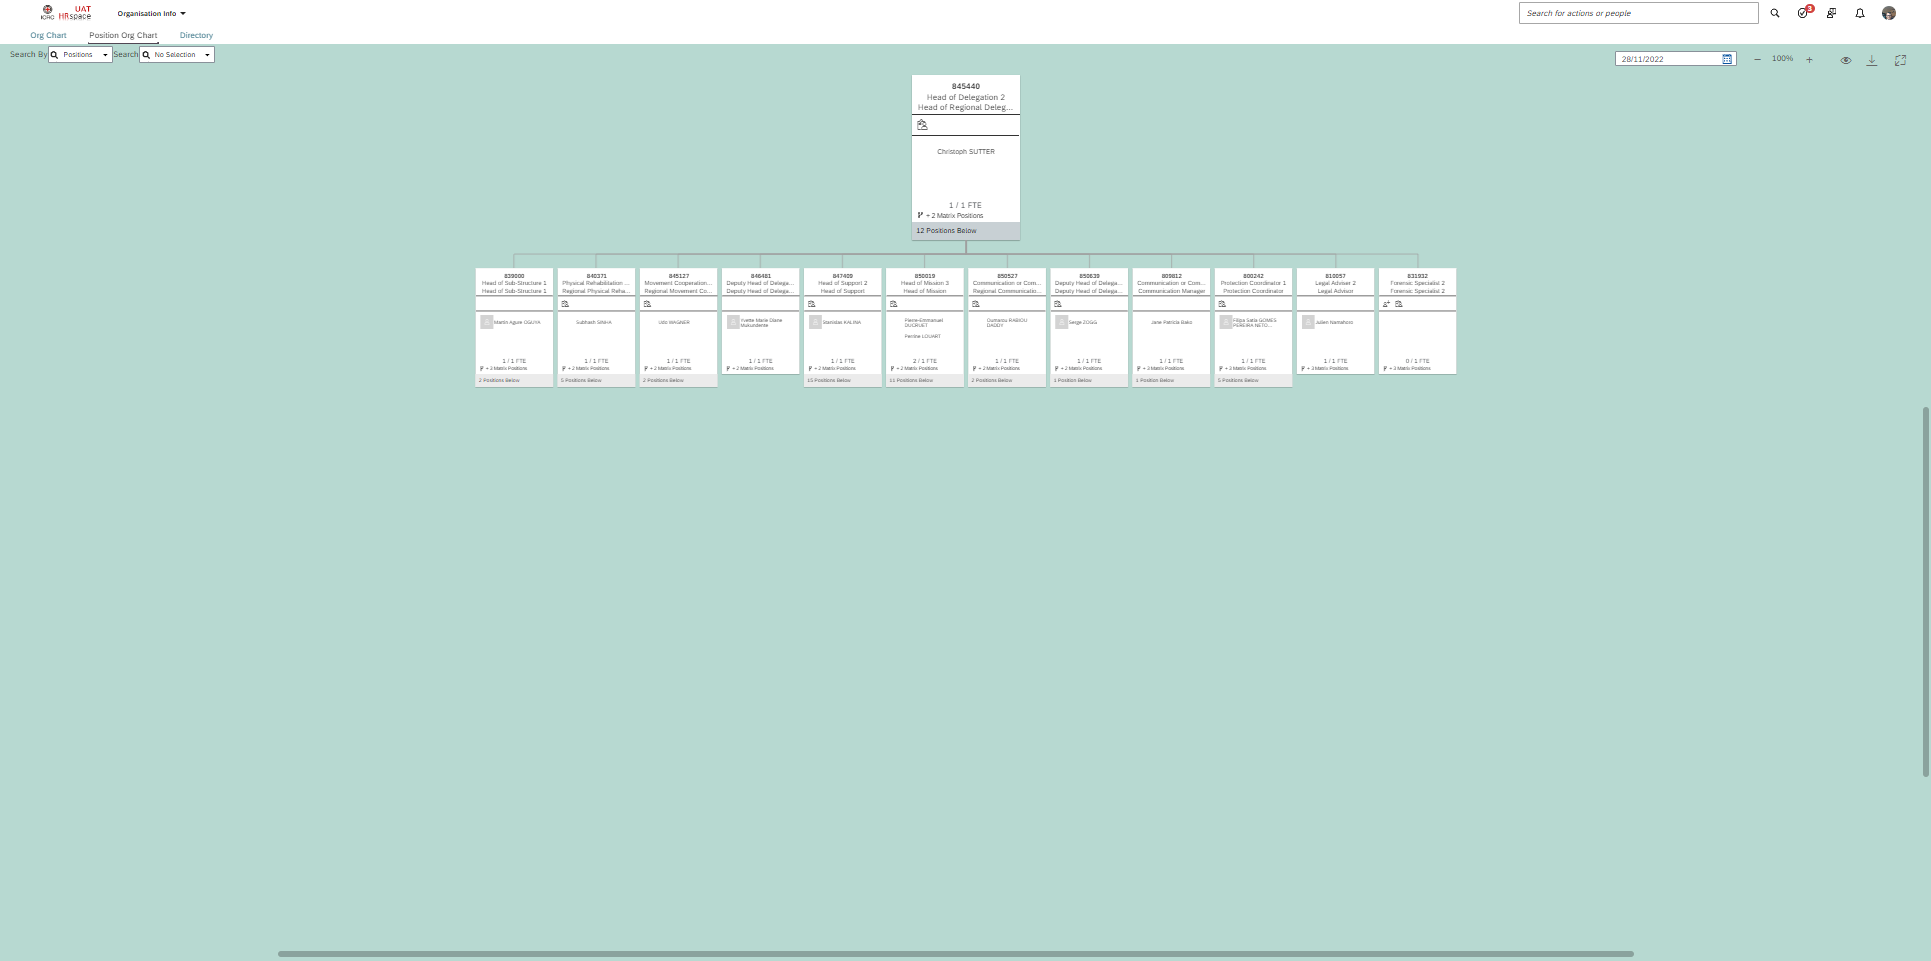 ICRC
UAT
HRspace
Organisation Info
Search for actions or people
3
Org Chart
Position Org Chart
Directory
Search By
Positions
Search
No Selection
28/11/2022
100%
845440
Head of Delegation 2
Head of Regional Deleg...
Christoph SUTTER
1 / 1 FTE
+ 2 Matrix Positions
12 Positions Below
839000
Head of Sub-Structure 1
Head of Sub-Structure 1
Martin Agure OGUYA
1 / 1 FTE
+ 3 Matrix Positions
2 Positions Below
840371
Physical Rehabilitation ...
Regional Physical Reha...
Subhash SINHA
1 / 1 FTE
+ 2 Matrix Positions
5 Positions Below
845127
Movement Cooperation...
Regional Movement Co...
Udo WAGNER
1 / 1 FTE
+ 2 Matrix Positions
2 Positions Below
846481
Deputy Head of Delega...
Deputy Head of Delega...
Yvette Marie Diane
Mukundente
1 / 1 FTE
+ 2 Matrix Positions
847409
Head of Support 2
Head of Support
Stanislas KALINA
1 / 1 FTE
+ 2 Matrix Positions
15 Positions Below
850019
Head of Mission 3
Head of Mission
Pierre-Emmanuel
DUCRUET
Perrine LOUART
2 / 1 FTE
+ 2 Matrix Positions
11 Positions Below
850527
Communication or Com...
Regional Communicatio...
Oumarou RABIOU
DADDY
1 / 1 FTE
+ 2 Matrix Positions
2 Positions Below
850639
Deputy Head of Delega...
Deputy Head of Delega...
Serge ZOGG
1 / 1 FTE
+ 2 Matrix Positions
1 Position Below
809812
Communication or Com...
Communication Manager
Jane Patricia Bako
1 / 1 FTE
+ 3 Matrix Positions
1 Position Below
800242
Protection Coordinator 1
Protection Coordinator
Filipa Satia GOMES
PEREIRA NETO...
1 / 1 FTE
+ 3 Matrix Positions
5 Positions Below
810057
Legal Adviser 2
Legal Advisor
Julien Namahoro
1 / 1 FTE
+ 3 Matrix Positions
831932
Forensic Specialist 2
Forensic Specialist 2
0 / 1 FTE
+ 3 Matrix Positions